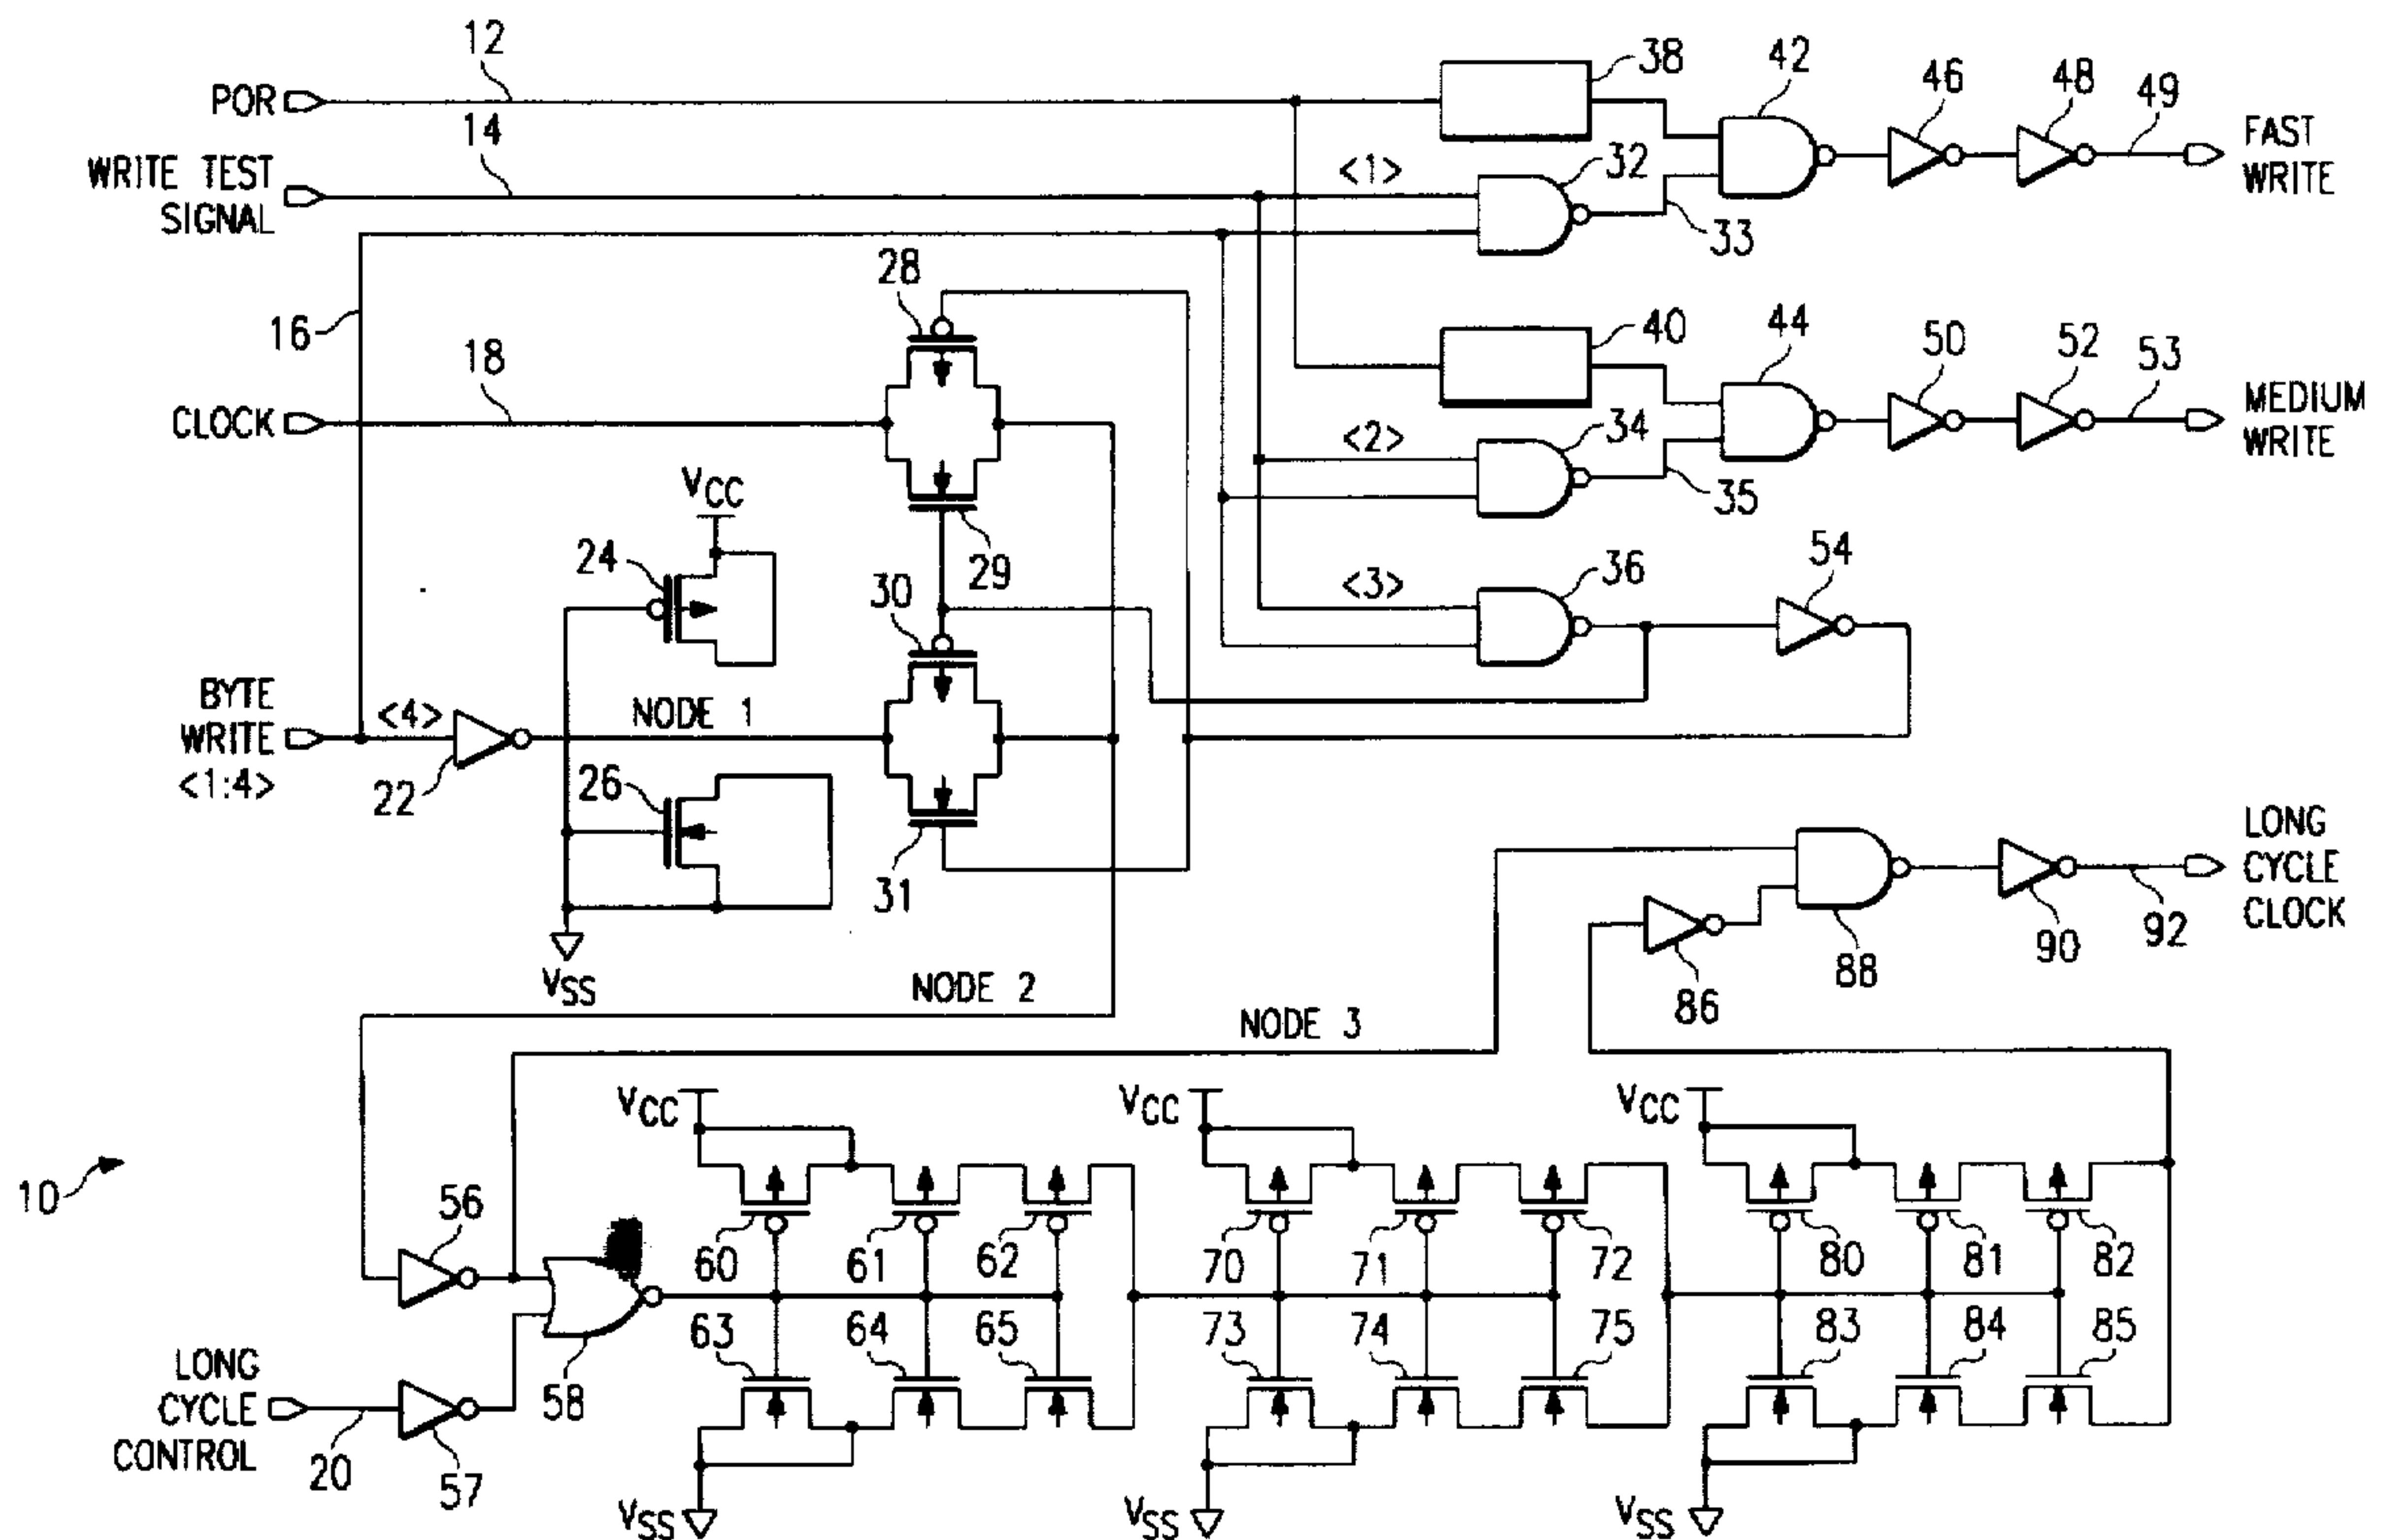 12
38
42
46
48
49
POR
14
FAST
WRITE
WRITE TEST
SIGNAL
<1>
32
33
28
16
18
40
44
50
52
53
CLOCK
MEDIUM
WRITE
<2>
34
35
VCC
24
29
30
<3>
36
54
BYTE
WRITE
<1:4>
<4>
22
NODE 1
26
31
LONG
CYCLE
CLOCK
VSS
NODE 2
86
88
90
92
NODE 3
VCC
VCC
VCC
10
56
60
61
62
70
71
72
80
81
82
63
64
65
73
74
75
83
84
85
58
LONG
CYCLE
CONTROL
20
57
VSS
VSS
VSS